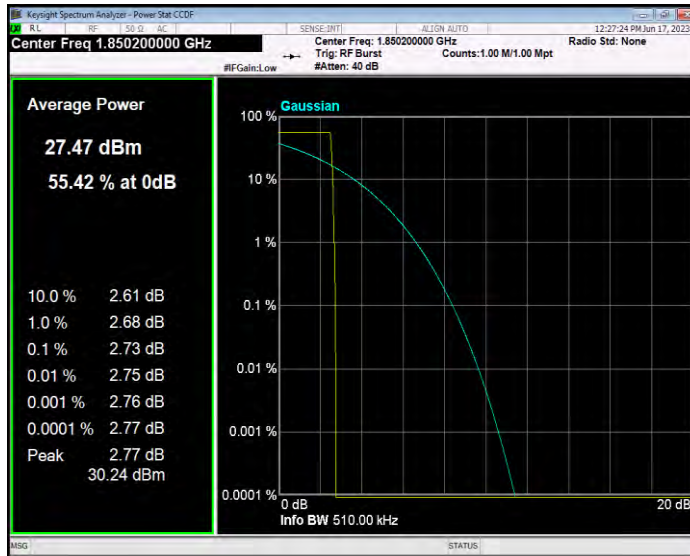 Keysight Spectrum Analyzer - Power Stat CCDF
RL RF 50 Ω AC SENSE:INT ALIGN AUTO 12:27:24 PM Jun 17, 2023
Center Freq 1.850200000 GHz
Center Freq: 1.850200000 GHz Radio Std: None
Trig: RF Burst Counts:1.00 M/1.00 Mpt
#IFGain:Low #Atten: 40 dB
Average Power
27.47 dBm
55.42 % at 0dB
10.0 % 2.61 dB
1.0 % 2.68 dB
0.1 % 2.73 dB
0.01 % 2.75 dB
0.001 % 2.76 dB
0.0001 % 2.77 dB
Peak 2.77 dB
30.24 dBm
Gaussian
100 %
10 %
1 %
0.1 %
0.01 %
0.001 %
0.0001 %
0 dB 20 dB
Info BW 510.00 kHz
MSG STATUS